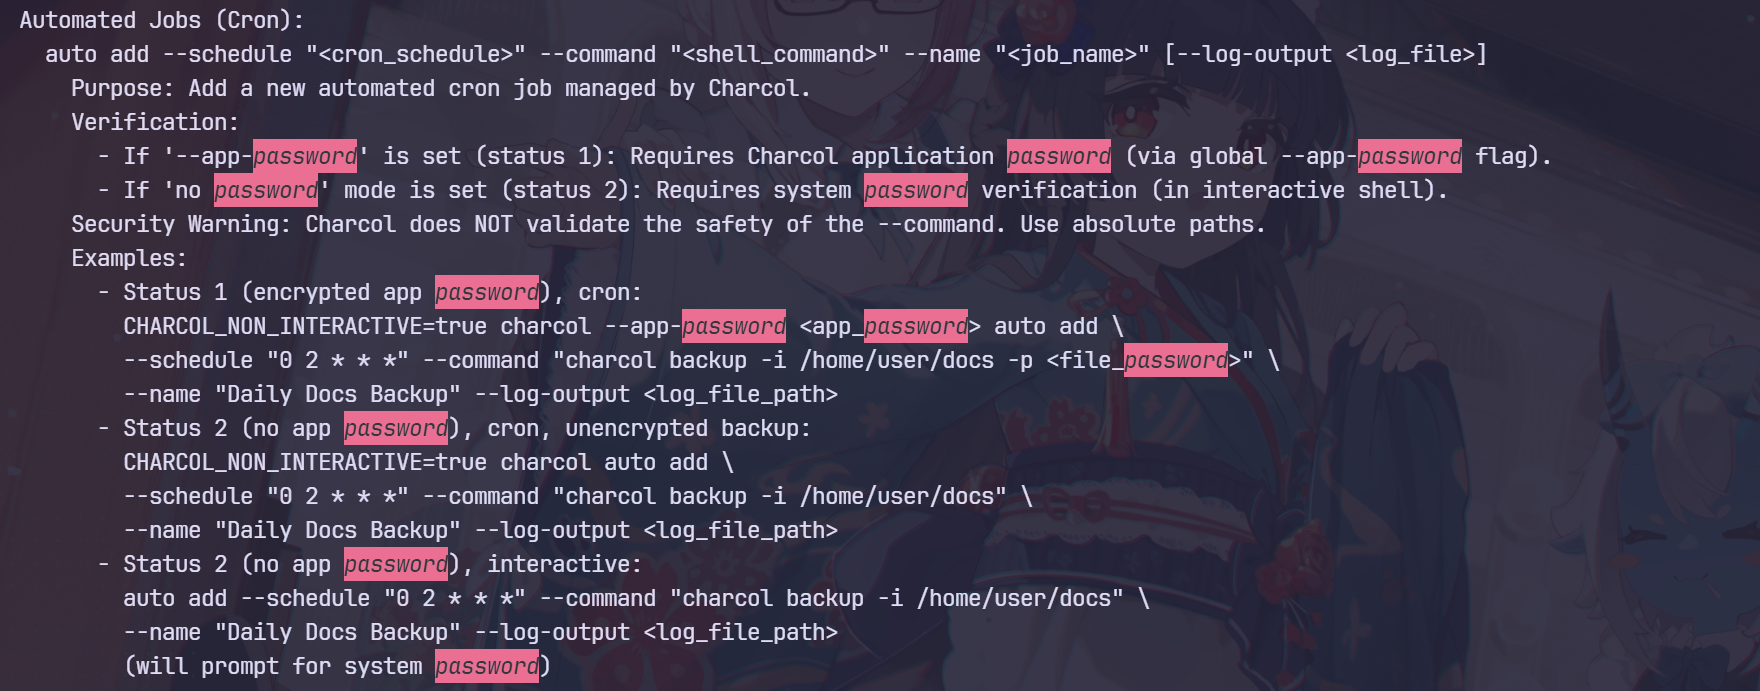 Automated Jobs (Cron):
auto add --schedule "<cron_schedule>" --command "<shell_command>" --name "<job_name>" [--log-output <log_file>]
Purpose: Add a new automated cron job managed by Charcol.
Verification:
- If '--app-password' is set (status 1): Requires Charcol application password (via global --app-password flag).
- If 'no password' mode is set (status 2): Requires system password verification (in interactive shell).
Security Warning: Charcol does NOT validate the safety of the --command. Use absolute paths.
Examples:
- Status 1 (encrypted app password), cron:
CHARCOL_NON_INTERACTIVE=true charcol --app-password <app_password> auto add \
--schedule "0 2 * * *" --command "charcol backup -i /home/user/docs -p <file_password>" \
--name "Daily Docs Backup" --log-output <log_file_path>
- Status 2 (no app password), cron, unencrypted backup:
CHARCOL_NON_INTERACTIVE=true charcol auto add \
--schedule "0 2 * * *" --command "charcol backup -i /home/user/docs" \
--name "Daily Docs Backup" --log-output <log_file_path>
- Status 2 (no app password), interactive:
auto add --schedule "0 2 * * *" --command "charcol backup -i /home/user/docs" \
--name "Daily Docs Backup" --log-output <log_file_path>
(will prompt for system password)